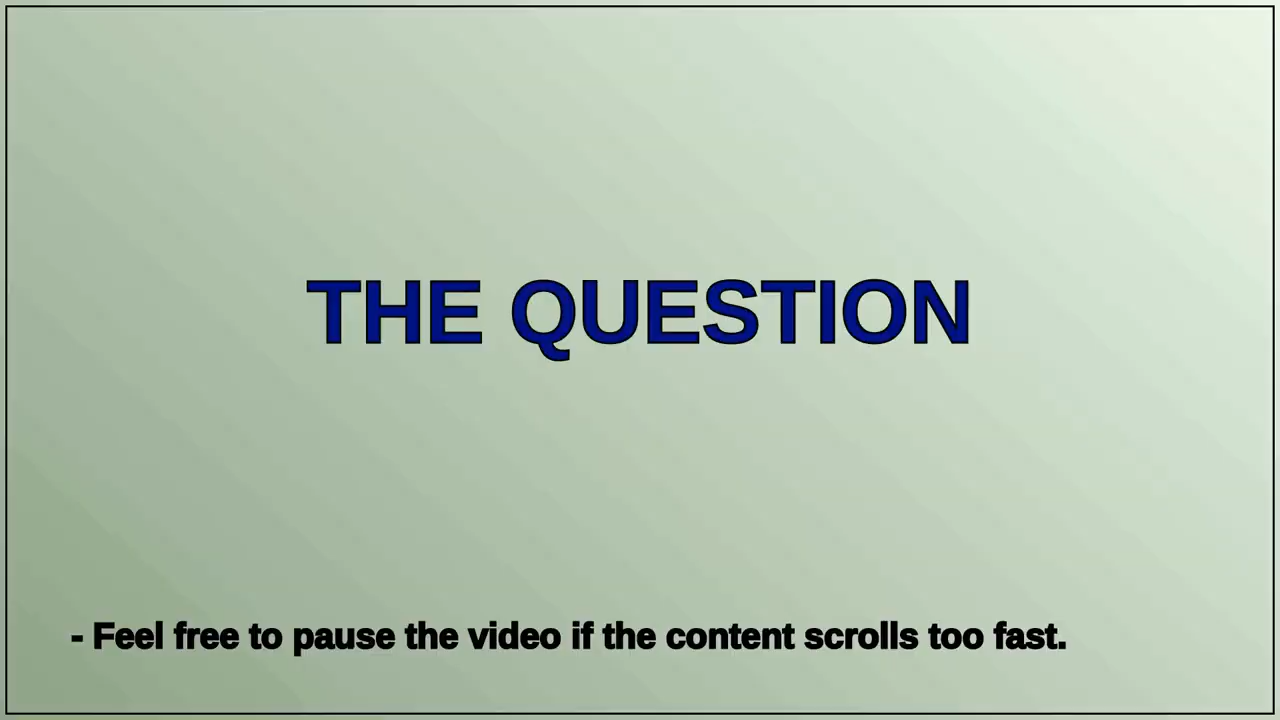 THE QUESTION
- Feel free to pause the video if the content scrolls too fast.